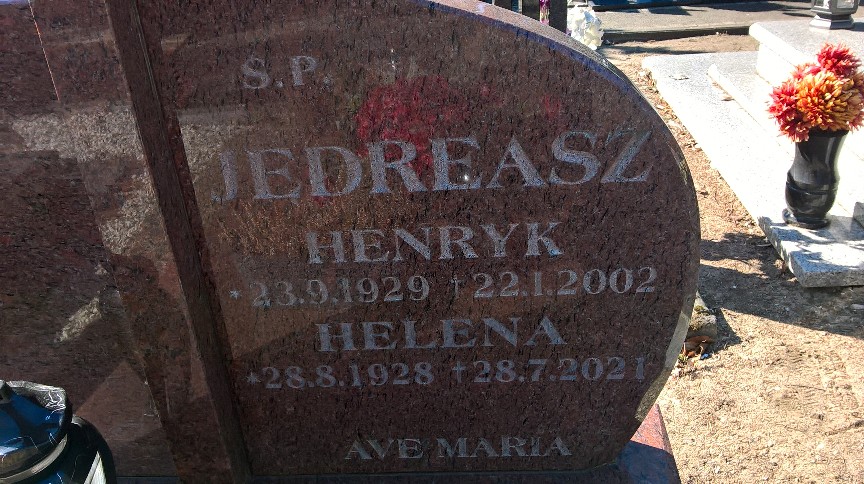 S.P.
JEDREASZ
HENRYK
*23.9.1929 †22.1.2002
HELENA
*28.8.1928 †28.7.2021
AVE MARIA